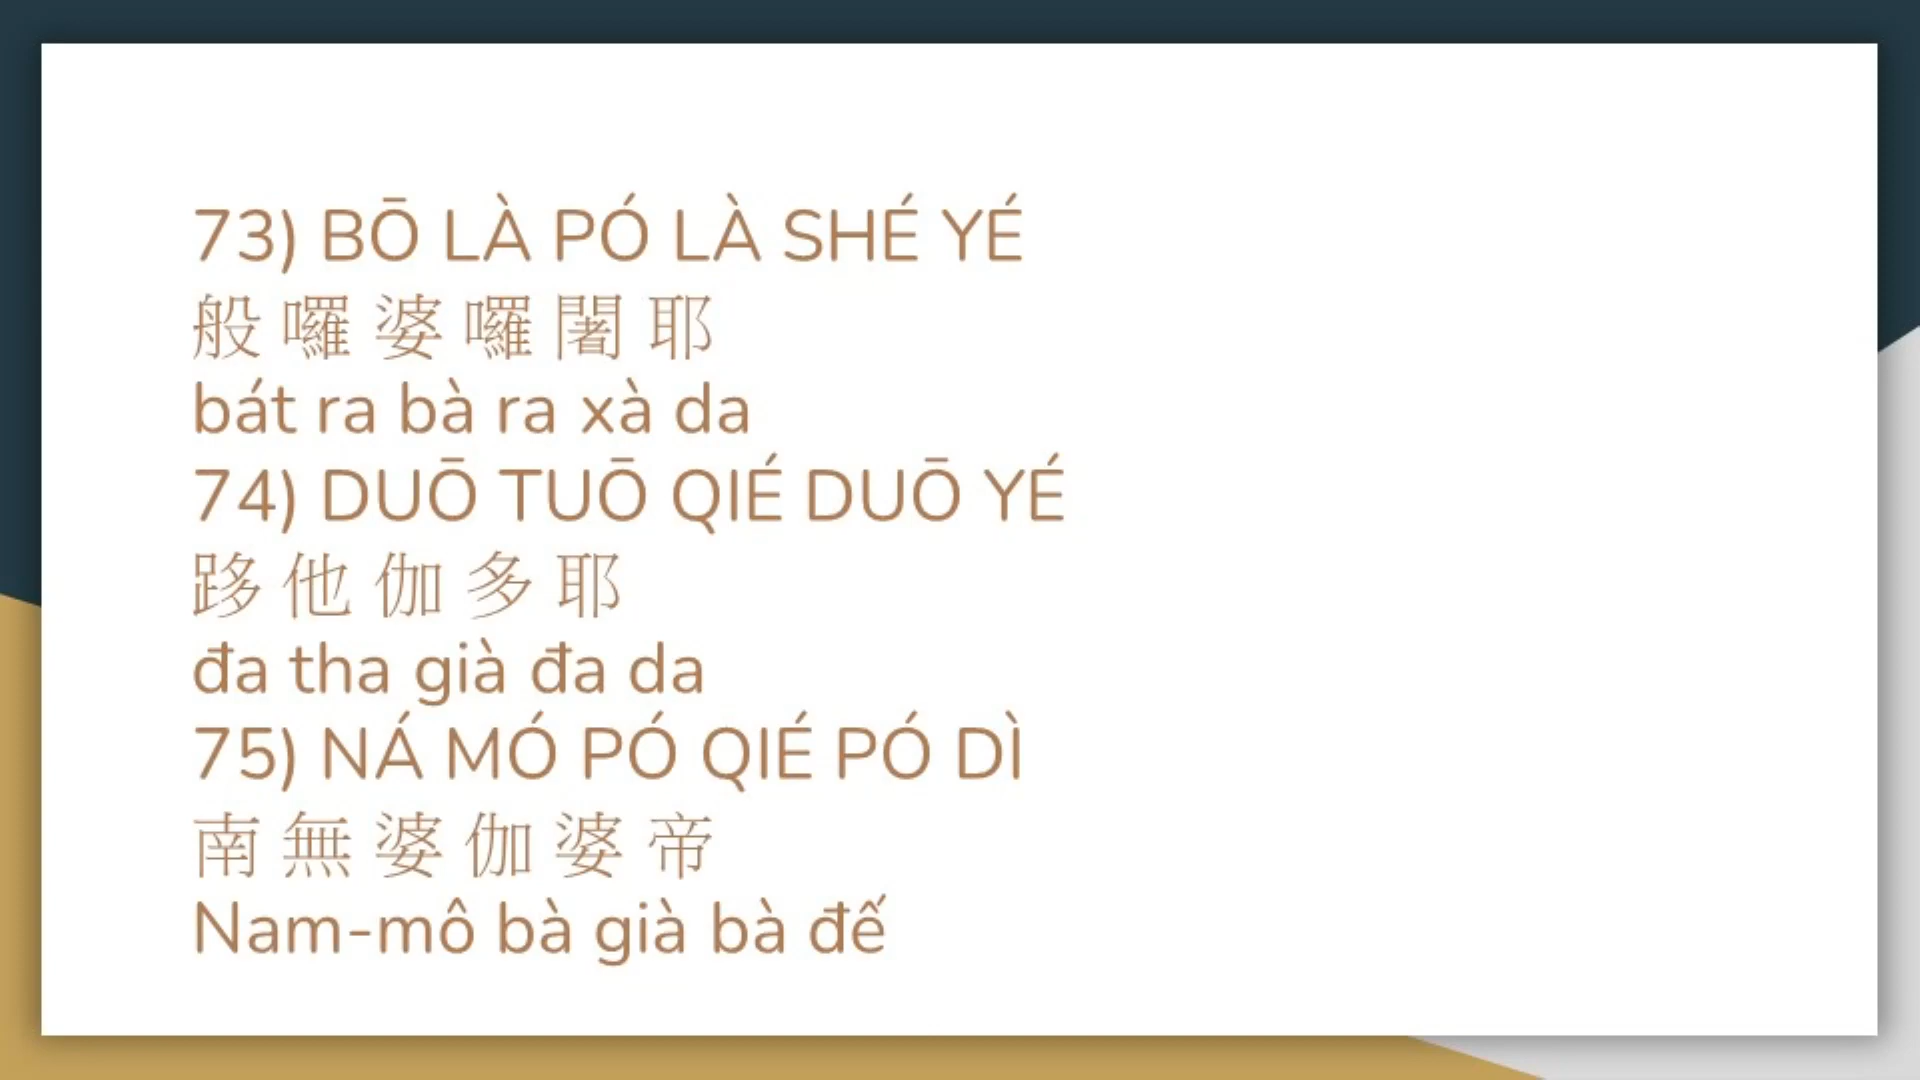 73) BŌ LÀ PÓ LÀ SHÉ YÉ
般 囉 婆 囉 闍 耶
bát ra bà ra xà da
74) DUŌ TUŌ QIÉ DUŌ YÉ
跢 他 伽 多 耶
đa tha già đa da
75) NÁ MÓ PÓ QIÉ PÓ DÌ
南 無 婆 伽 婆 帝
Nam-mô bà già bà đế